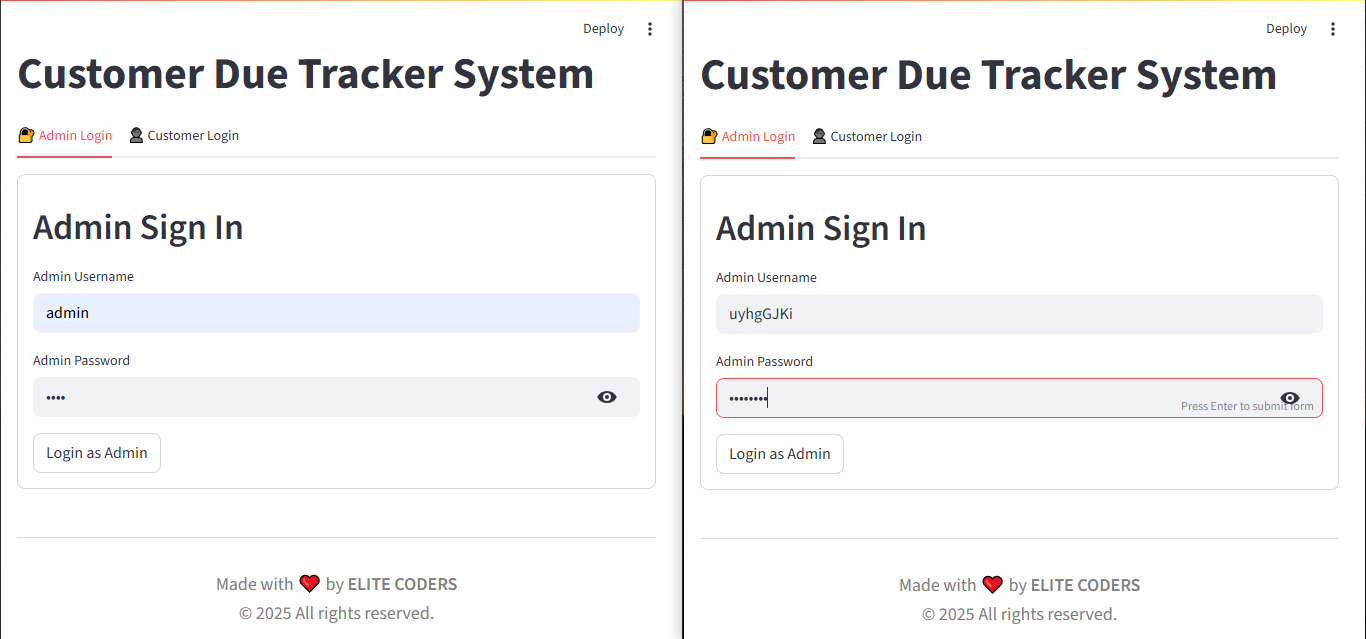 Deploy
Customer Due Tracker System
Admin Login Customer Login
Admin Sign In
Admin Username
admin
Admin Password
••••
Login as Admin
Made with ❤️ by ELITE CODERS
© 2025 All rights reserved.
Deploy
Customer Due Tracker System
Admin Login Customer Login
Admin Sign In
Admin Username
uyhgGJKi
Admin Password
••••••••
Press Enter to submit form
Login as Admin
Made with ❤️ by ELITE CODERS
© 2025 All rights reserved.